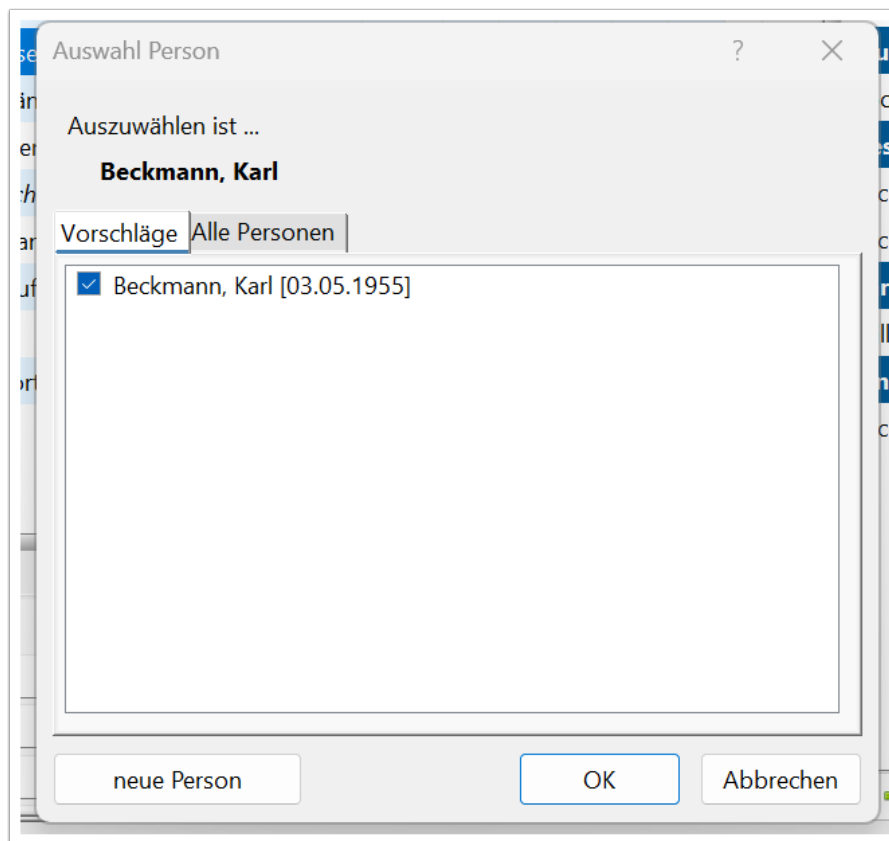 Auswahl Person
Auszuwählen ist ...
Beckmann, Karl
Vorschläge Alle Personen
Beckmann, Karl [03.05.1955]
neue Person OK Abbrechen